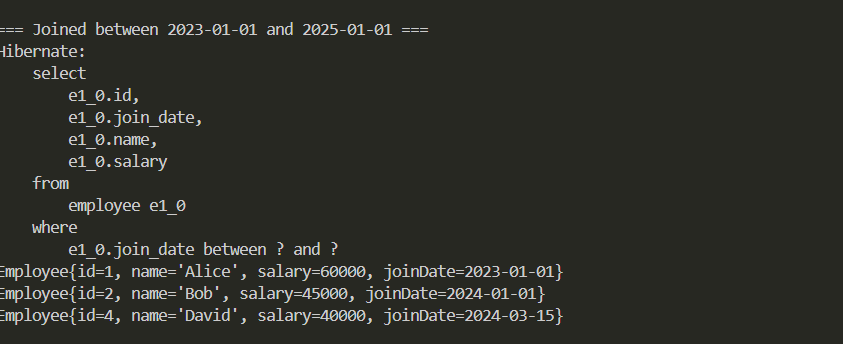 === Joined between 2023-01-01 and 2025-01-01 ===
Hibernate:
    select
        e1_0.id,
        e1_0.join_date,
        e1_0.name,
        e1_0.salary
    from
        employee e1_0
    where
        e1_0.join_date between ? and ?
Employee{id=1, name='Alice', salary=60000, joinDate=2023-01-01}
Employee{id=2, name='Bob', salary=45000, joinDate=2024-01-01}
Employee{id=4, name='David', salary=40000, joinDate=2024-03-15}